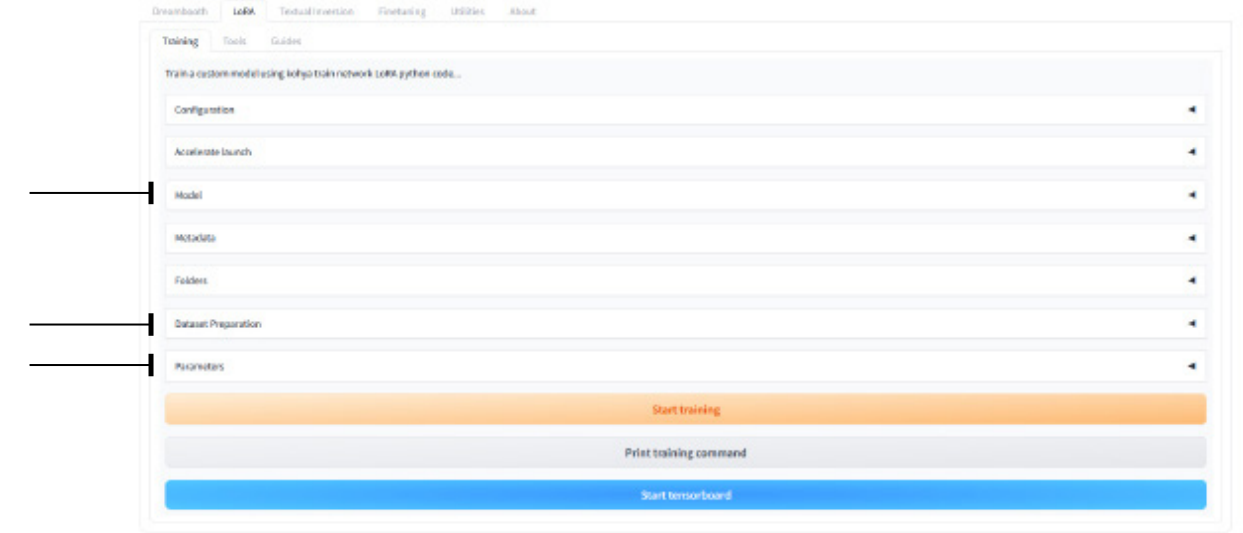 Dreambooth LoRA Textual Inversion Finetuning Utilities About
Training Tools Guides
Train a custom model using kohya train network LoRA python code...
Configuration
Accelerate launch
Model
Metadata
Folders
Dataset Preparation
Parameters
Start training
Print training command
Start tensorboard